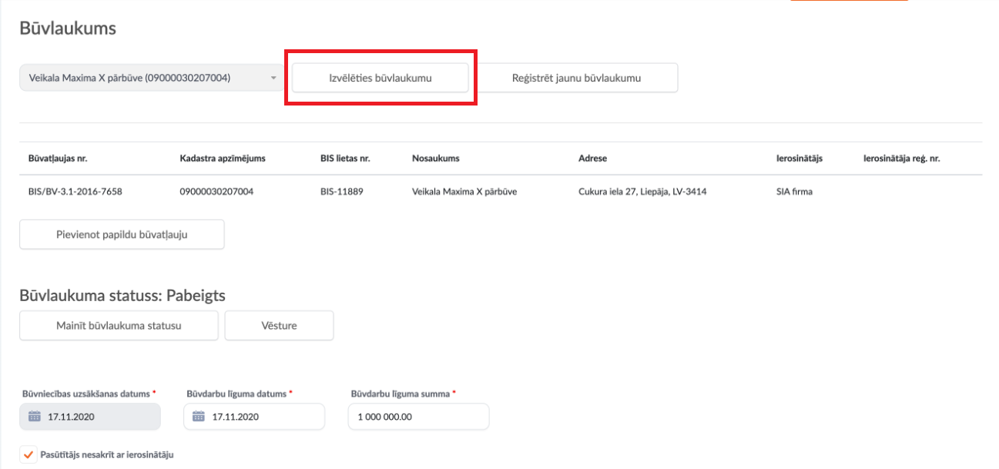 Būvlaukums
Veikala Maxima X pārbūve (09000030207004) Izvēlēties būvlaukumu Reģistrēt jaunu būvlaukumu
Būvatļaujas nr. Kadastra apzīmējums BIS lietas nr. Nosaukums Adrese Ierosinātājs Ierosinātāja reģ. nr.
BIS/BV-3.1-2016-7658 09000030207004 BIS-11889 Veikala Maxima X pārbūve Cukura iela 27, Liepāja, LV-3414 SIA firma
Pievienot papildu būvatļauju
Būvlaukuma statuss: Pabeigts
Mainīt būvlaukuma statusu Vēsture
Būvniecības uzsākšanas datums * Būvdarbu līguma datums * Būvdarbu līguma summa *
17.11.2020 17.11.2020 1 000 000.00
Pasūtītājs nesakrīt ar ierosinātāju